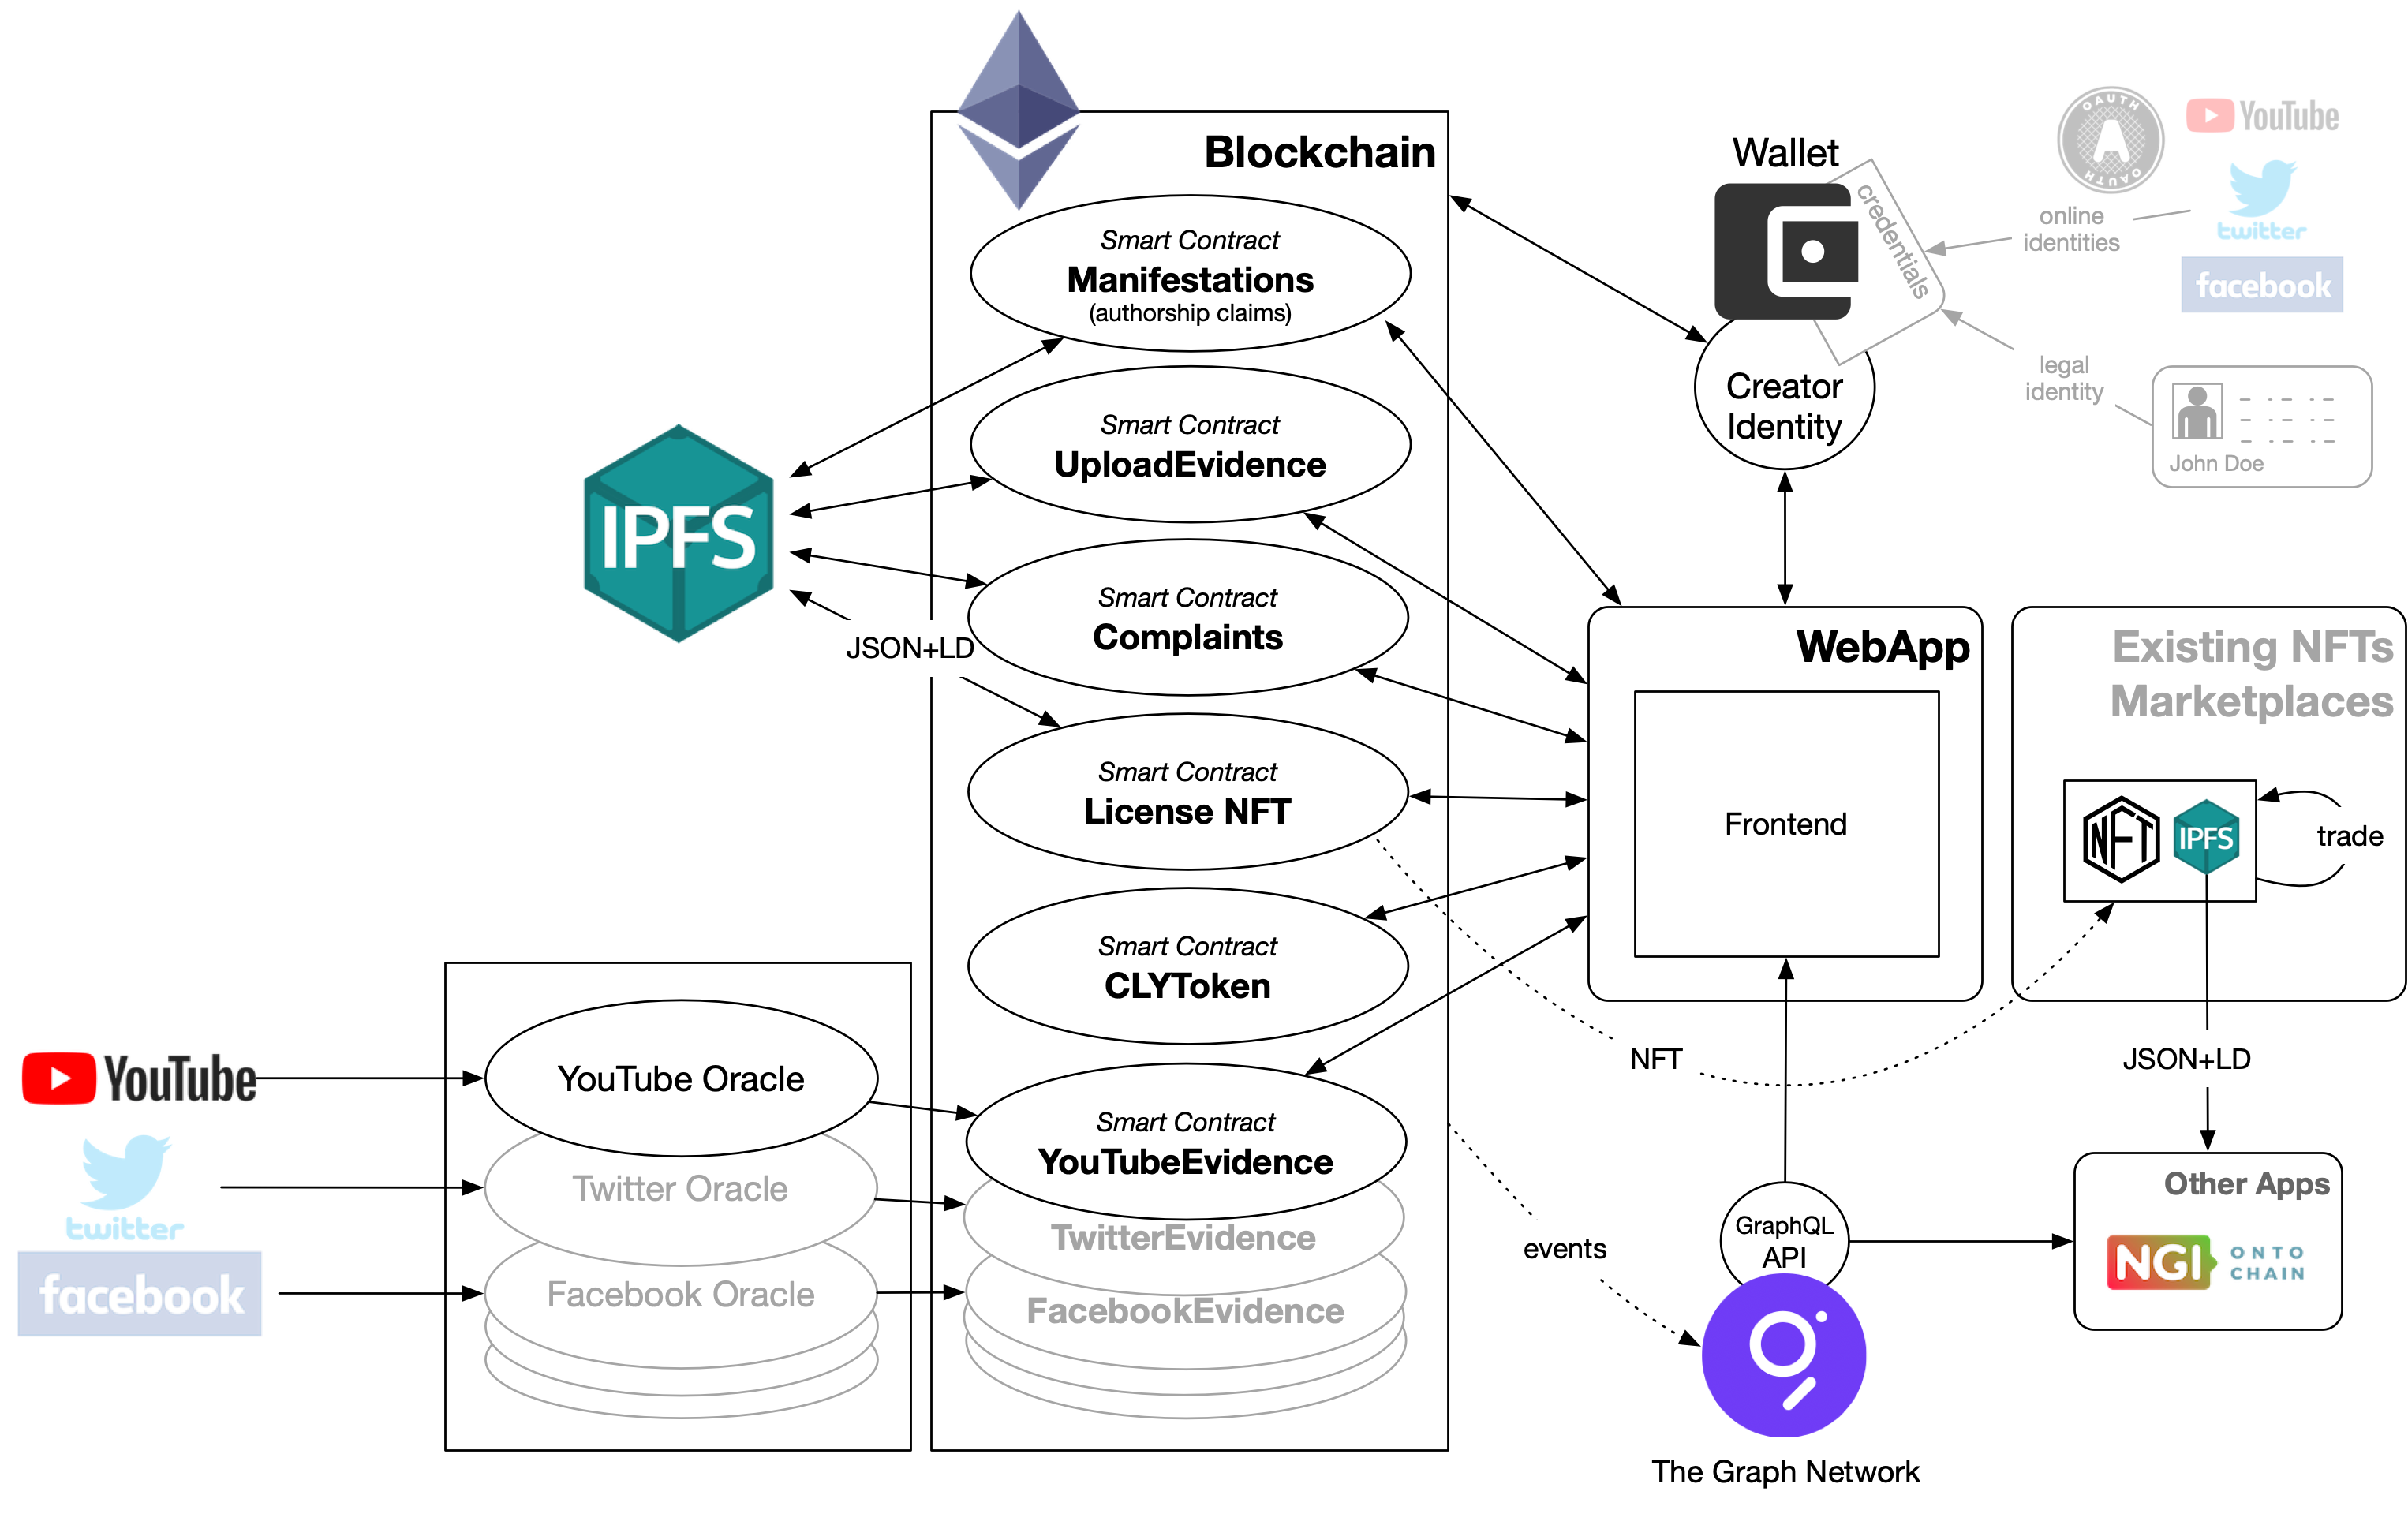 Blockchain
Smart Contract
Manifestations
(authorship claims)
Smart Contract
UploadEvidence
Smart Contract
Complaints
Smart Contract
License NFT
Smart Contract
CLYToken
Smart Contract
YouTubeEvidence
TwitterEvidence
FacebookEvidence
IPFS
JSON+LD
YouTube
twitter
facebook
YouTube Oracle
Twitter Oracle
Facebook Oracle
Wallet
credentials
Creator
Identity
online
identities
legal
identity
OAUTH
A
OAUTH
YouTube
twitter
facebook
John Doe
WebApp
Frontend
Existing NFTs
Marketplaces
NFT
IPFS
trade
NFT
JSON+LD
events
GraphQL
API
The Graph Network
Other Apps
NGI
ONTO
CHAIN